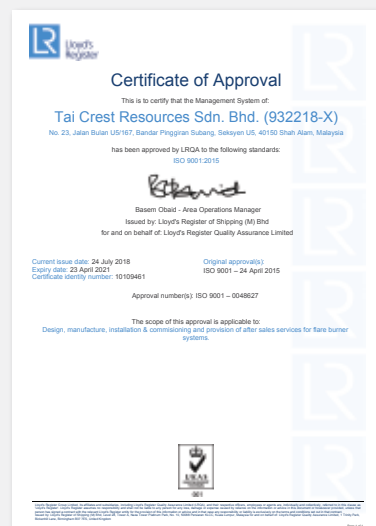 LR
Lloyd's
Register
Certificate of Approval
This is to certify that the Management System of:
Tai Crest Resources Sdn. Bhd. (932218-X)
No. 23, Jalan Bulan U5/167, Bandar Pinggiran Subang, Seksyen U5, 40150 Shah Alam, Malaysia
has been approved by LRQA to the following standards:
ISO 9001:2015
Basem Obaid - Area Operations Manager
Issued by: Lloyd's Register of Shipping (M) Bhd
for and on behalf of: Lloyd's Register Quality Assurance Limited
Current issue date: 24 July 2018
Expiry date: 23 April 2021
Certificate identity number: 10109461
Original approval(s):
ISO 9001 – 24 April 2015
Approval number(s): ISO 9001 – 0048627
The scope of this approval is applicable to:
Design, manufacture, installation & commisioning and provision of after sales services for flare burner
systems.
UKAS
001